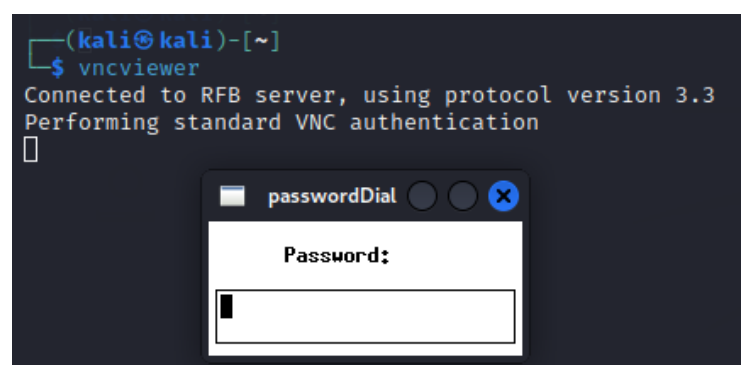 ┌──(kali㉿kali)-[~]
└─$ vncviewer
Connected to RFB server, using protocol version 3.3
Performing standard VNC authentication
passwordDial
Password: